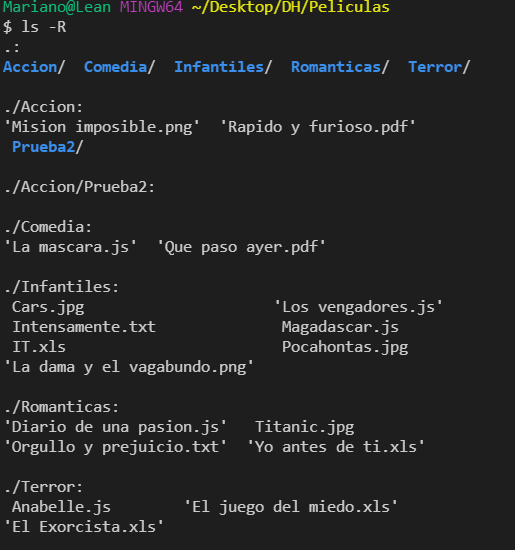 Mariano@Lean MINGW64 ~/Desktop/DH/Peliculas
$ ls -R
.:
Accion/  Comedia/  Infantiles/  Romanticas/  Terror/

./Accion:
'Mision imposible.png'  'Rapido y furioso.pdf'
 Prueba2/

./Accion/Prueba2:

./Comedia:
'La mascara.js'  'Que paso ayer.pdf'

./Infantiles:
 Cars.jpg                    'Los vengadores.js'
 Intensamente.txt             Magadascar.js
 IT.xls                       Pocahontas.jpg
'La dama y el vagabundo.png'

./Romanticas:
'Diario de una pasion.js'   Titanic.jpg
'Orgullo y prejuicio.txt'  'Yo antes de ti.xls'

./Terror:
 Anabelle.js        'El juego del miedo.xls'
'El Exorcista.xls'